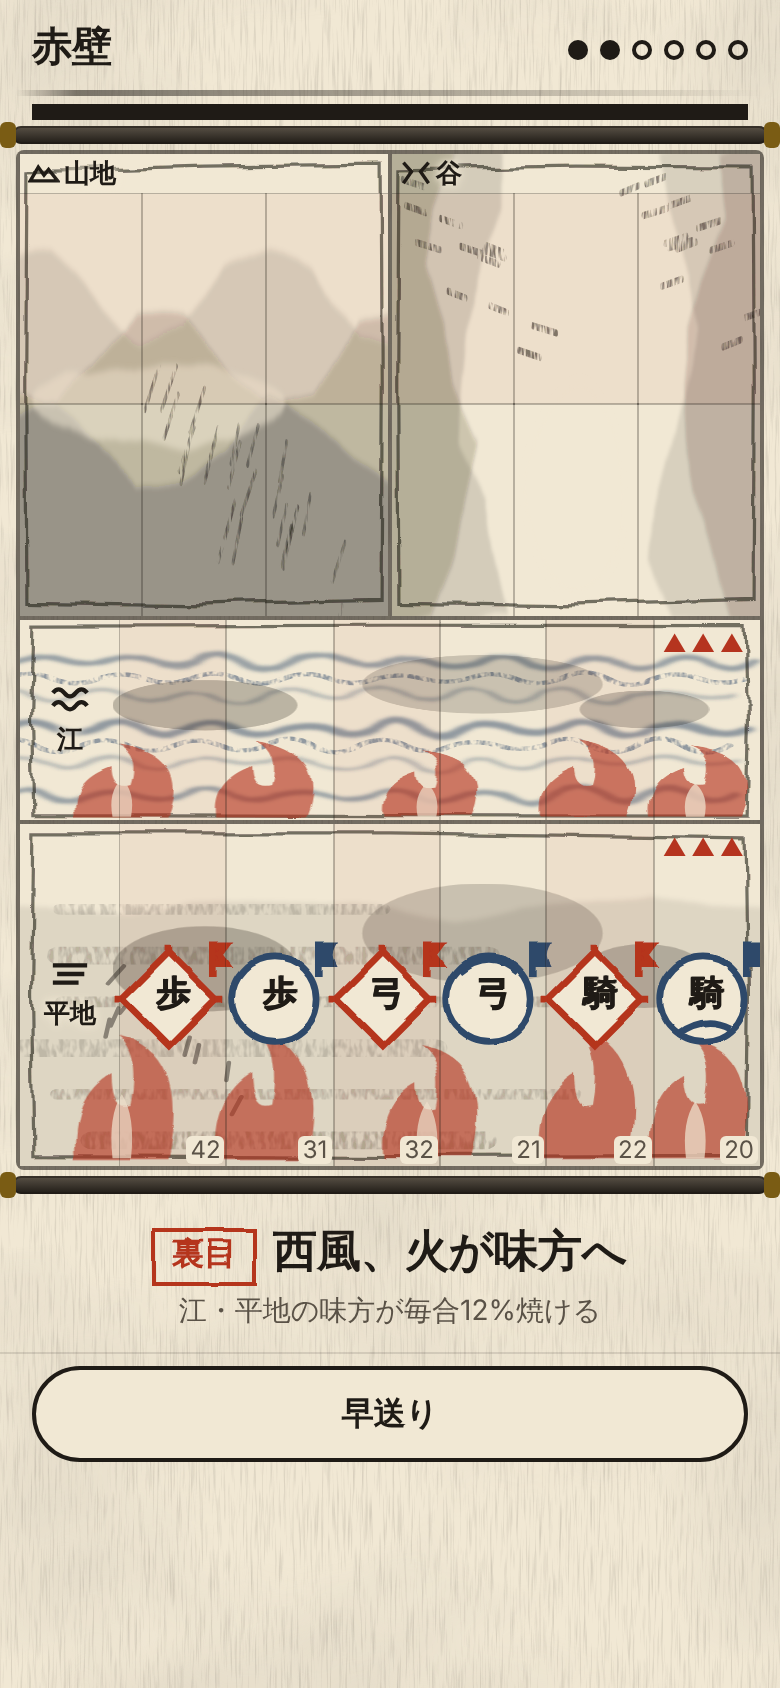 赤壁
山地
谷
江
平地
歩 歩 弓 弓 騎 騎
42 31 32 21 22 20
裏目 西風、火が味方へ
江・平地の味方が毎合12%焼ける
早送り